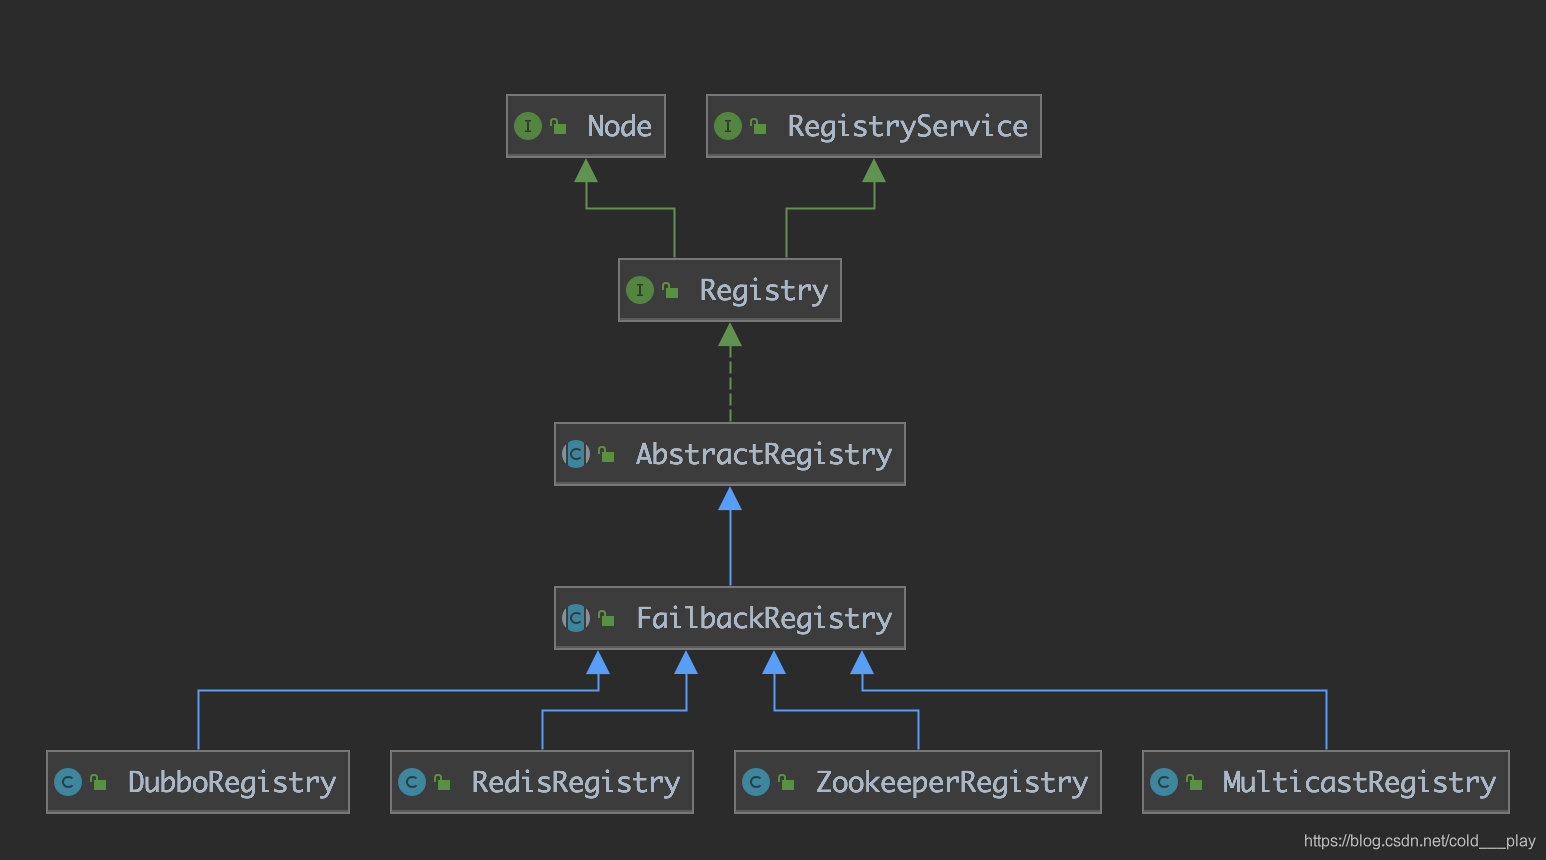 I Node
I RegistryService
I Registry
C AbstractRegistry
C FailbackRegistry
C DubboRegistry
C RedisRegistry
C ZookeeperRegistry
C MulticastRegistry
https://blog.csdn.net/cold___play